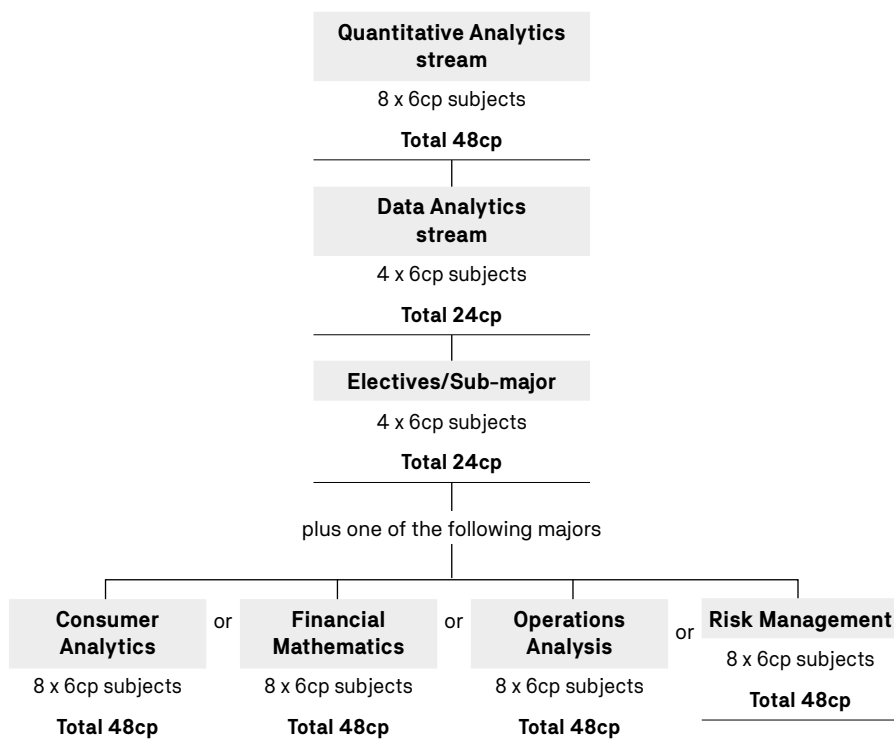 Quantitative Analytics
stream
8 x 6cp subjects
Total 48cp
Data Analytics
stream
4 x 6cp subjects
Total 24cp
Electives/Sub-major
4 x 6cp subjects
Total 24cp
plus one of the following majors
Consumer
Analytics
8 x 6cp subjects
Total 48cp
or
Financial
Mathematics
8 x 6cp subjects
Total 48cp
or
Operations
Analysis
8 x 6cp subjects
Total 48cp
or
Risk Management
8 x 6cp subjects
Total 48cp